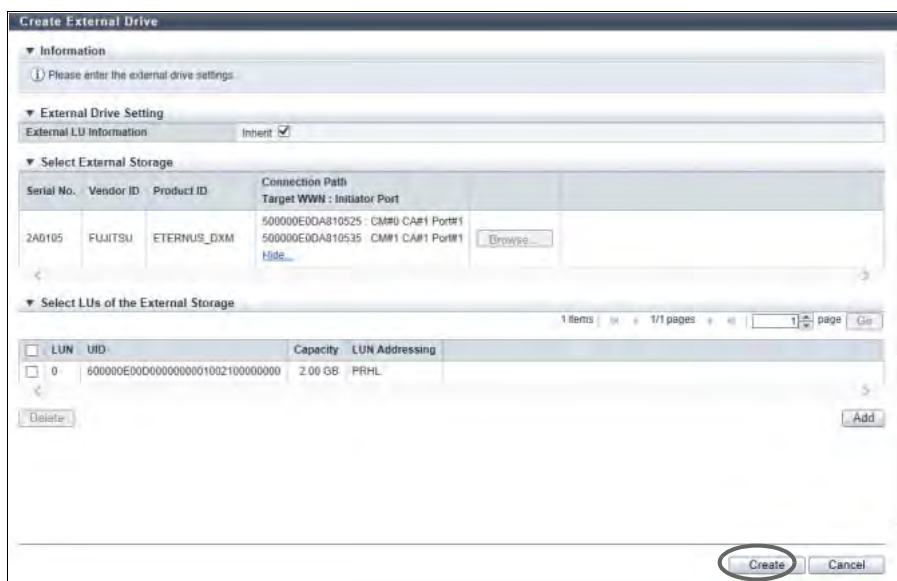 Create External Drive
Information
Please enter the external drive settings.
External Drive Setting
External LU Information Inherit
Select External Storage
Serial No. Vendor ID Product ID Connection Path
Target WWN : Initiator Port
2A0105 FUJITSU ETERNUS_DXM 500000E0DA810525 : CM#0 CA#1 Port#1
500000E0DA810535 : CM#1 CA#1 Port#1
Browse...
Hide...
Select LUs of the External Storage
1 items 1/1 pages 1 page Go
LUN UID Capacity LUN Addressing
0 2.00 GB PRHL
Delete Add
Create Cancel